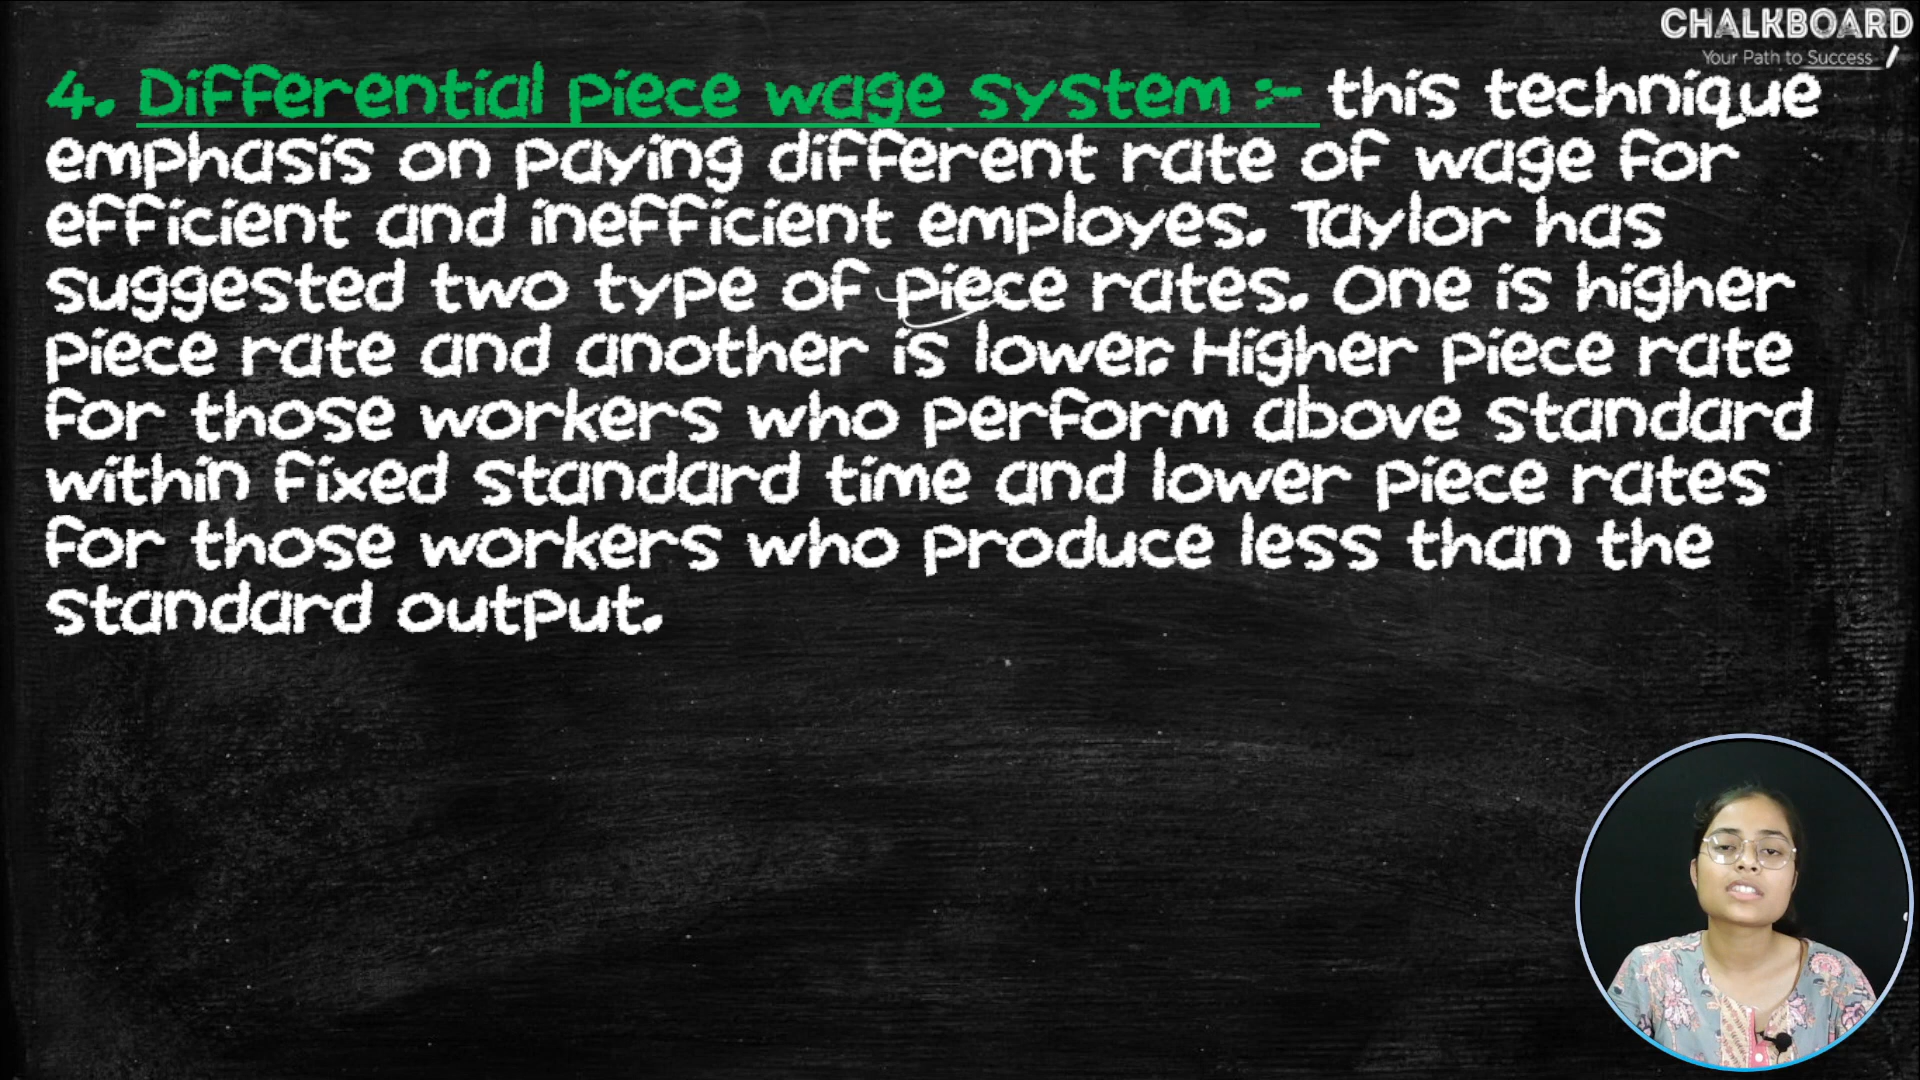 CHALKBOARD
Your Path to Success
4. Differential piece wage system :- this technique
emphasis on paying different rate of wage for
efficient and inefficient employes. Taylor has
suggested two type of piece rates. One is higher
piece rate and another is lower. Higher piece rate
for those workers who perform above standard
within fixed standard time and lower piece rates
for those workers who produce less than the
standard output.